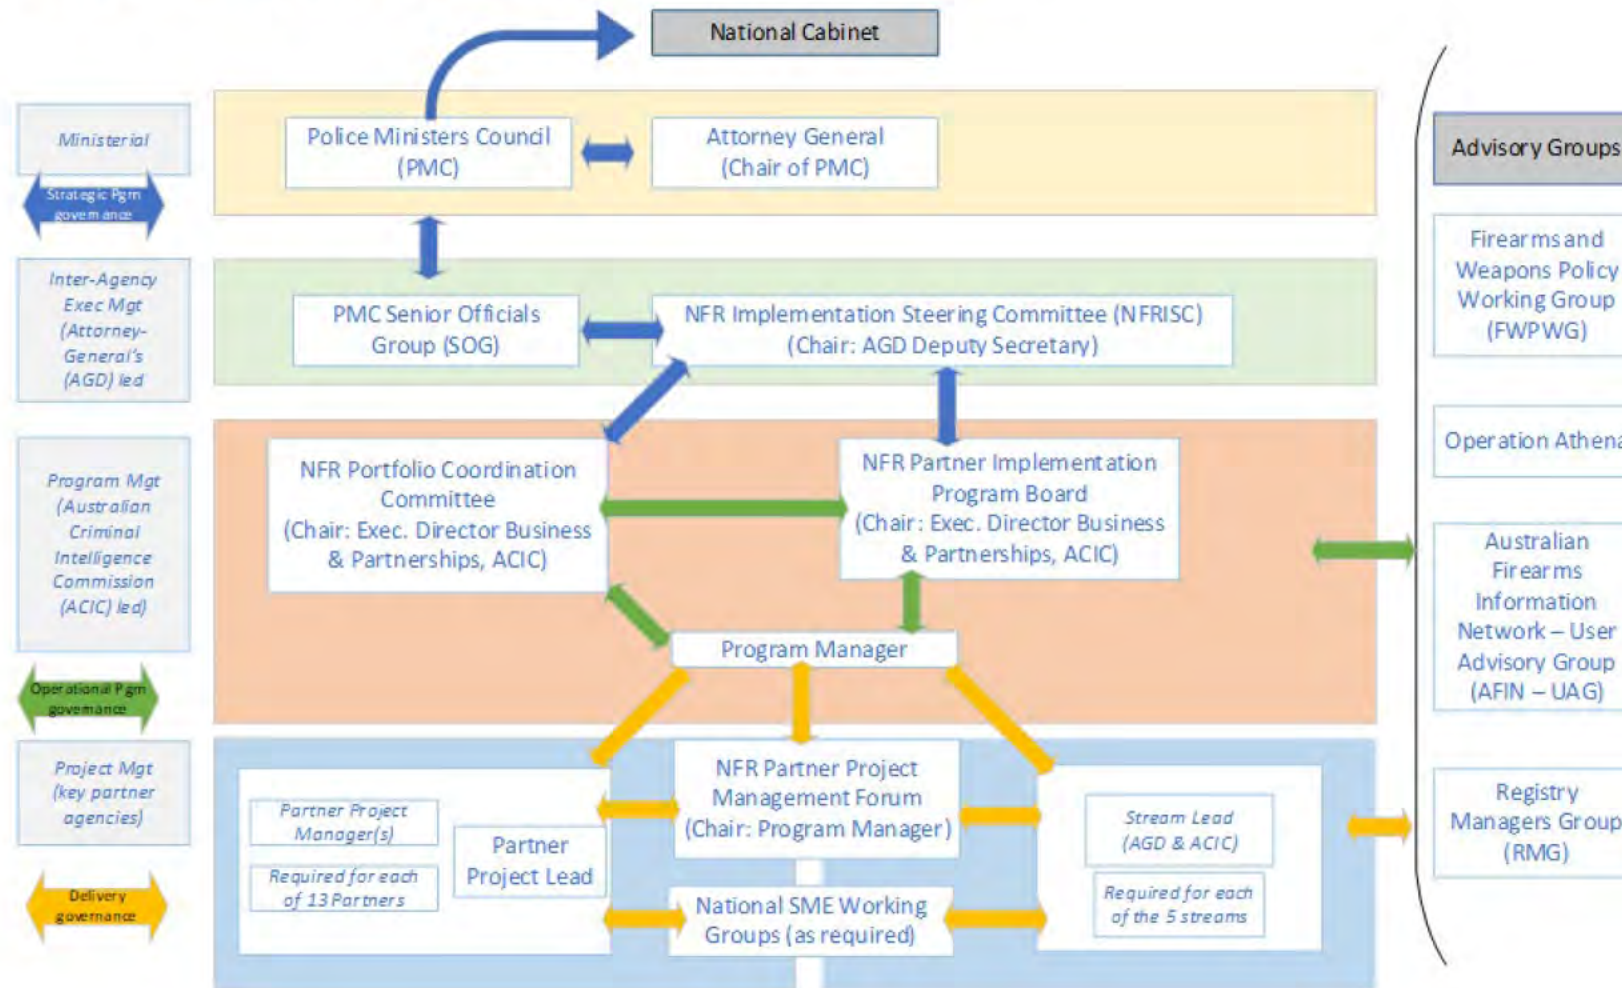 National Cabinet
Ministerial
Police Ministers Council
(PMC)
Attorney General
(Chair of PMC)
Strategic Pgm
governance
Inter-Agency
Exec Mgt
(Attorney-
General's
(AGD) led
PMC Senior Officials
Group (SOG)
NFR Implementation Steering Committee (NFRISC)
(Chair: AGD Deputy Secretary)
Program Mgt
(Australian
Criminal
Intelligence
Commission
(ACIC) led)
NFR Portfolio Coordination
Committee
(Chair: Exec. Director Business
& Partnerships, ACIC)
NFR Partner Implementation
Program Board
(Chair: Exec. Director Business
& Partnerships, ACIC)
Program Manager
Operational Pgm
governance
Project Mgt
(key partner
agencies)
Partner Project
Manager(s)
Required for each
of 13 Partners
Partner
Project Lead
NFR Partner Project
Management Forum
(Chair: Program Manager)
National SME Working
Groups (as required)
Stream Lead
(AGD & ACIC)
Required for each
of the 5 streams
Delivery
governance
Advisory Groups
Firearms and
Weapons Policy
Working Group
(FWPWG)
Operation Athena
Australian
Firearms
Information
Network – User
Advisory Group
(AFIN – UAG)
Registry
Managers Group
(RMG)